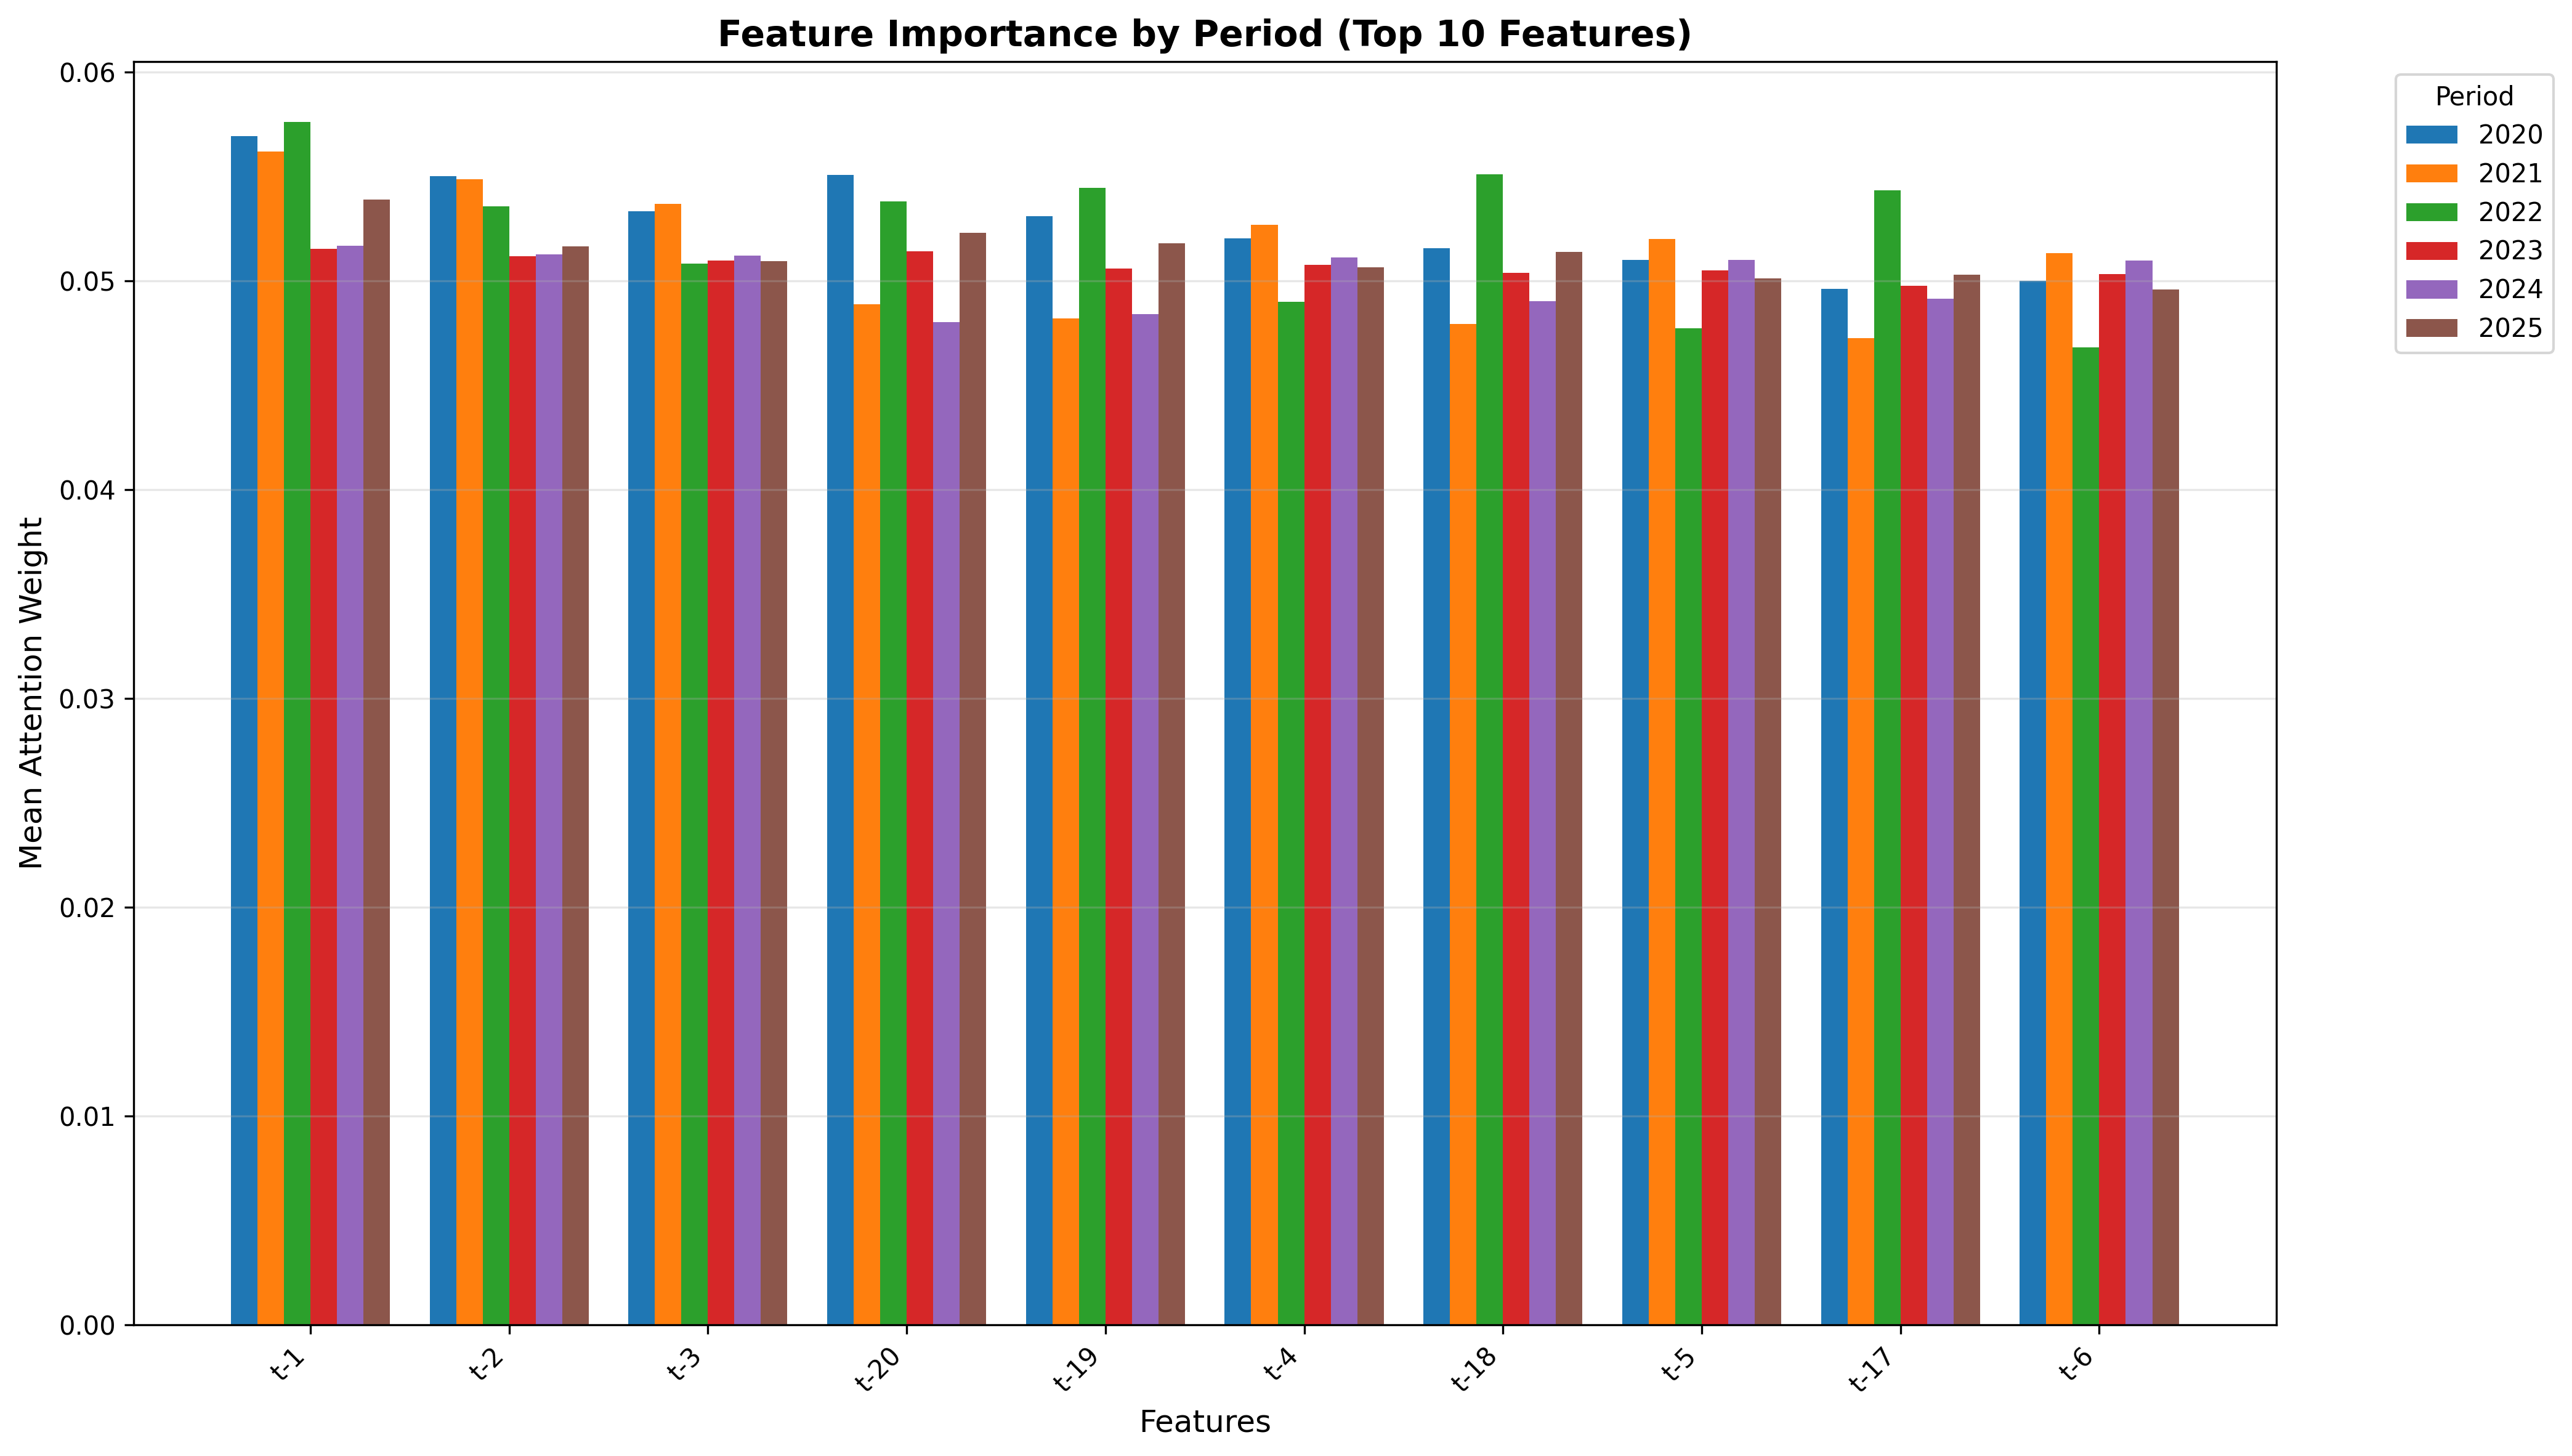 Feature Importance by Period (Top 10 Features)
Period
2020
2021
2022
2023
2024
2025
Mean Attention Weight
0.06
0.05
0.04
0.03
0.02
0.01
0.00
t-1
t-2
t-3
t-20
t-19
t-4
t-18
t-5
t-17
t-6
Features